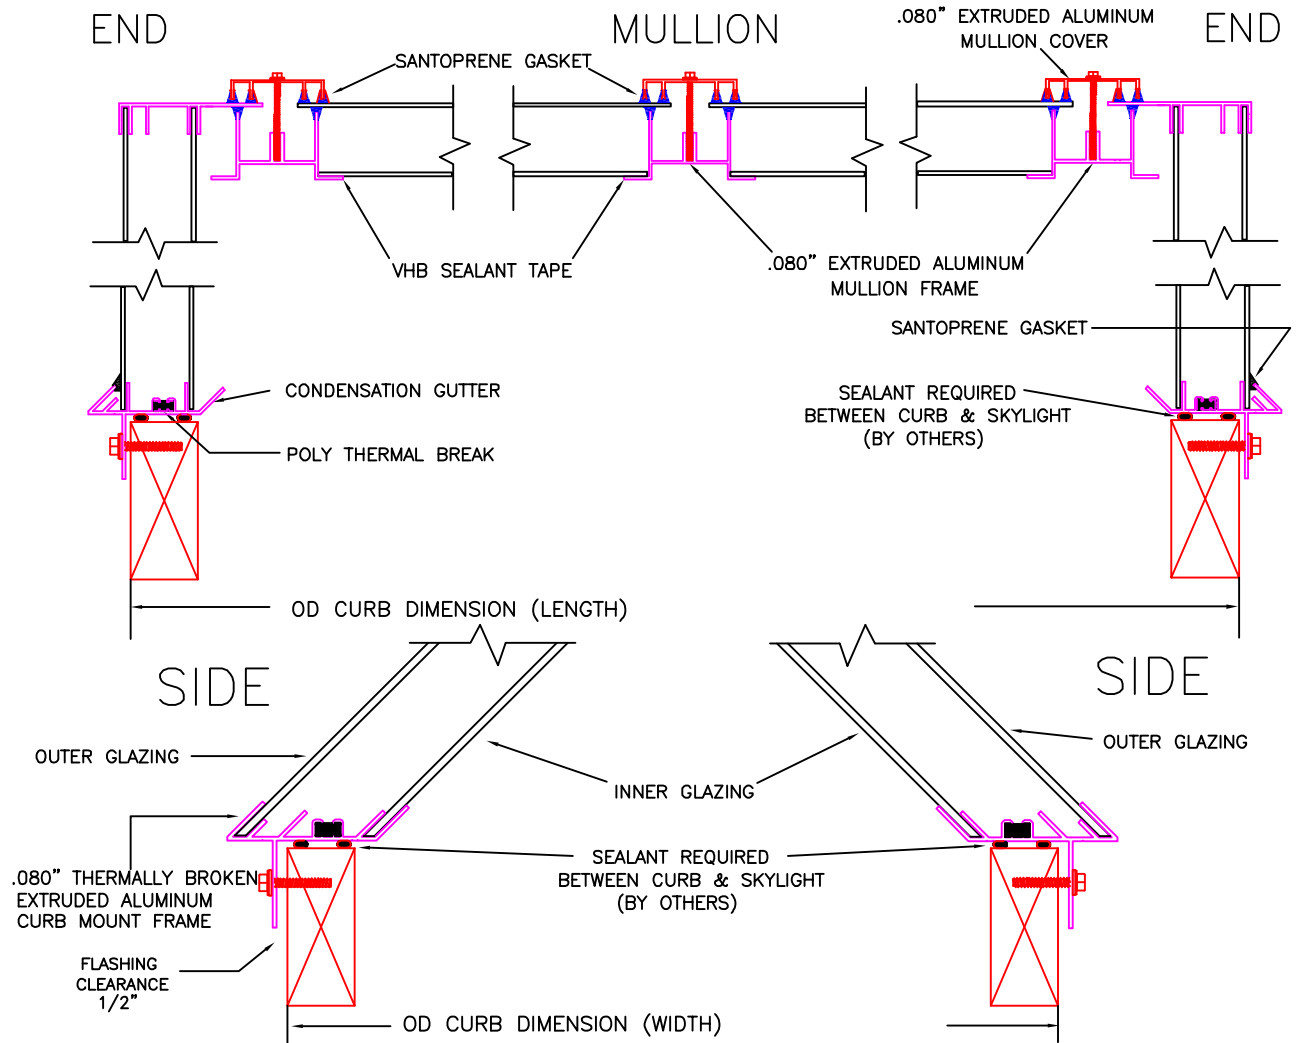 END
MULLION
.080” EXTRUDED ALUMINUM
MULLION COVER
END
SANTOPRENE GASKET
VHB SEALANT TAPE
.080” EXTRUDED ALUMINUM
MULLION FRAME
SANTOPRENE GASKET
CONDENSATION GUTTER
SEALANT REQUIRED
BETWEEN CURB & SKYLIGHT
(BY OTHERS)
POLY THERMAL BREAK
OD CURB DIMENSION (LENGTH)
SIDE
SIDE
OUTER GLAZING
OUTER GLAZING
INNER GLAZING
SEALANT REQUIRED
BETWEEN CURB & SKYLIGHT
(BY OTHERS)
.080” THERMALLY BROKEN
EXTRUDED ALUMINUM
CURB MOUNT FRAME
FLASHING
CLEARANCE
1/2”
OD CURB DIMENSION (WIDTH)